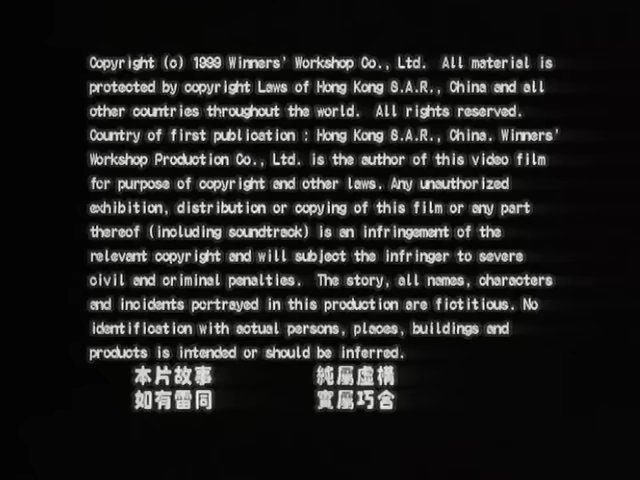 Copyright (c) 1999 Winners' Workshop Co., Ltd. All material is
protected by copyright Laws of Hong Kong S.A.R., China and all
other countries throughout the world. All rights reserved.
Country of first publication : Hong Kong S.A.R., China. Winners'
Workshop Production Co., Ltd. is the author of this video film
for purpose of copyright and other laws. Any unauthorized
exhibition, distribution or copying of this film or any part
thereof (including soundtrack) is an infringement of the
relevant copyright and will subject the infringer to severe
civil and criminal penalties. The story, all names, characters
and incidents portrayed in this production are fictitious. No
identification with actual persons, places, buildings and
products is intended or should be inferred.
本片故事 純屬虛構
如有雷同 實屬巧合